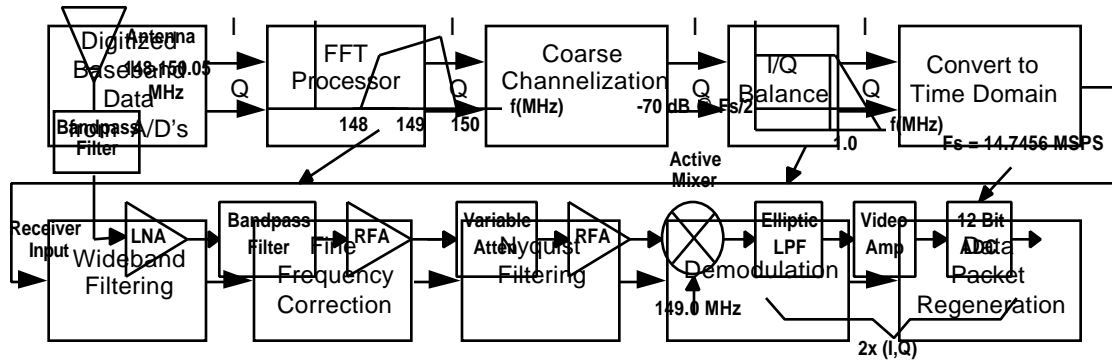 Antenna
148-150.05
MHz
Bandpass
Filter
Digitized
Baseband
Data
from A/D's
I
Q
FFT
Processor
I
Q
148
149
150
f(MHz)
Coarse
Channelization
-70 dB @ Fs/2
I
Q
I/Q
Balance
1.0
f(MHz)
I
Q
Convert to
Time Domain
Fs = 14.7456 MSPS
Receiver
Input
LNA
Bandpass
Filter
RFA
Variable
Atten
RFA
Active
Mixer
149.0 MHz
Elliptic
LPF
Video
Amp
12 Bit
ADC
2x (I,Q)
Wideband
Filtering
Fine
Frequency
Correction
Nyquist
Filtering
Demodulation
Data
Packet
Regeneration